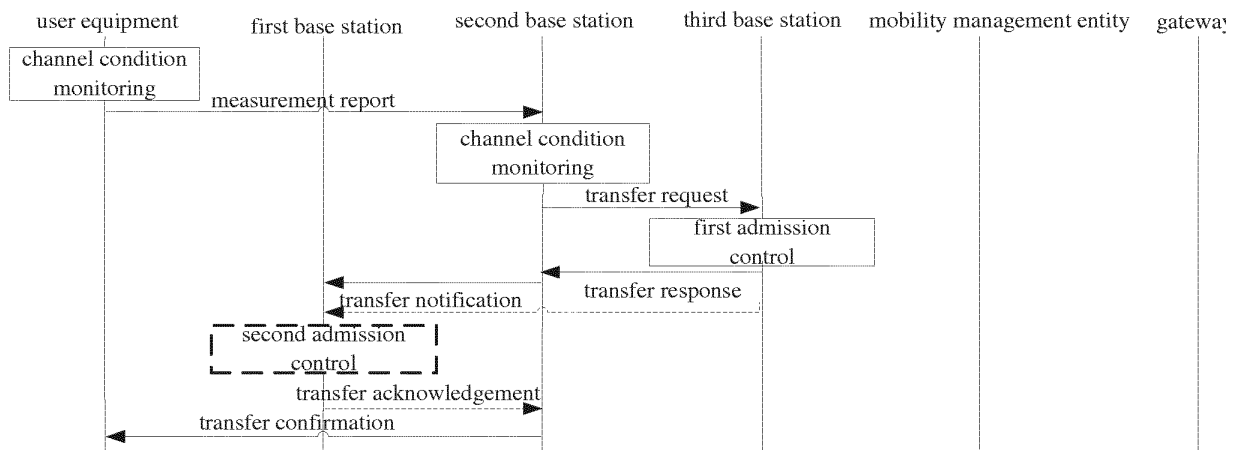 user equipment
first base station
second base station
third base station
mobility management entity
gateway
channel condition
monitoring
measurement report
channel condition
monitoring
transfer request
first admission
control
transfer response
transfer notification
second admission
control
transfer acknowledgement
transfer confirmation